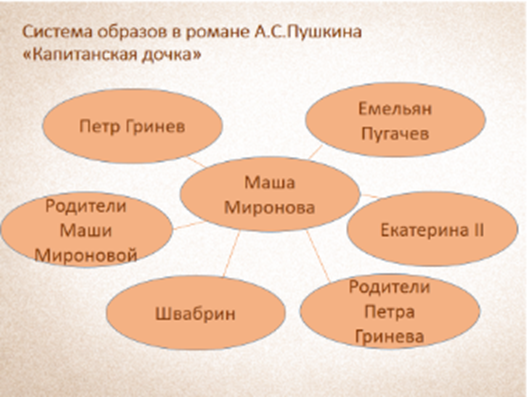 Система образов в романе А.С.Пушкина
«Капитанская дочка»
Петр Гринев
Емельян
Пугачев
Маша
Миронова
Родители
Маши
Мироновой
Екатерина II
Швабрин
Родители
Петра
Гринева